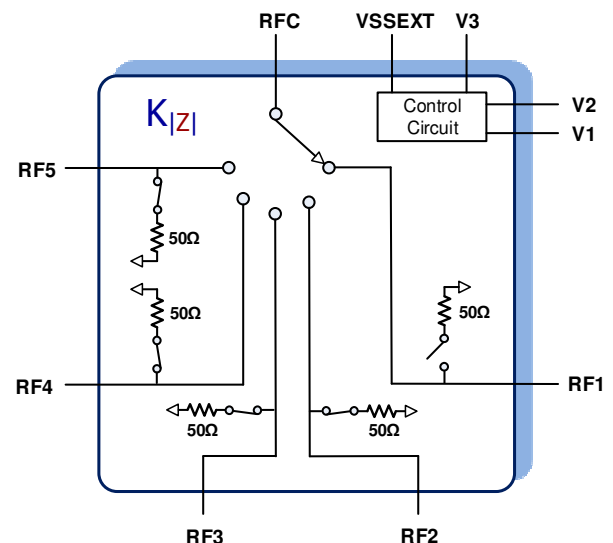 RFC
VSSEXT
V3
K|Z|
Control
Circuit
V2
V1
RF5
50Ω
50Ω
50Ω
RF4
RF1
50Ω
50Ω
RF3
RF2